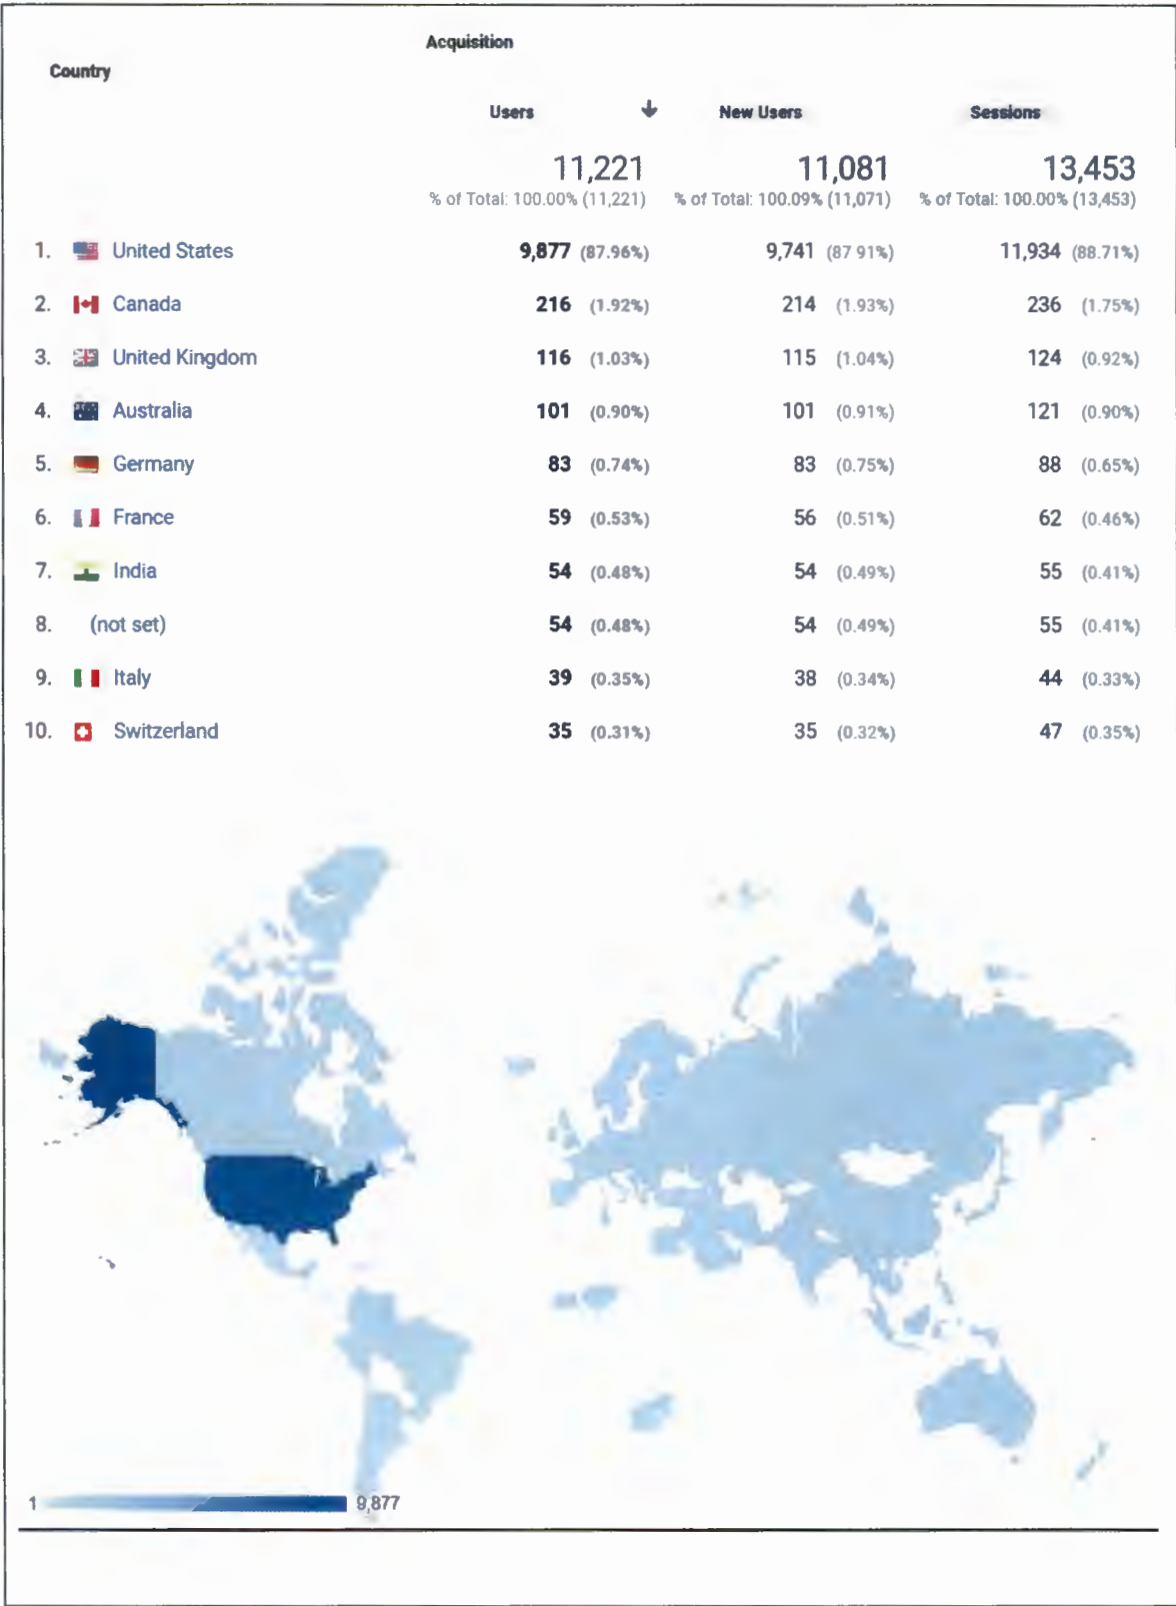 Acquisition
Country
Users New Users Sessions
11,221 11,081 13,453
% of Total: 100.00% (11,221) % of Total: 100.09% (11,071) % of Total: 100.00% (13,453)
1. United States 9,877 (87.96%) 9,741 (87 91%) 11,934 (88.71%)
2. Canada 216 (1.92%) 214 (1.93%) 236 (1.75%)
3. United Kingdom 116 (1.03%) 115 (1.04%) 124 (0.92%)
4. Australia 101 (0.90%) 101 (0.91%) 121 (0.90%)
5. Germany 83 (0.74%) 83 (0.75%) 88 (0.65%)
6. France 59 (0.53%) 56 (0.51%) 62 (0.46%)
7. India 54 (0.48%) 54 (0.49%) 55 (0.41%)
8. (not set) 54 (0.48%) 54 (0.49%) 55 (0.41%)
9. Italy 39 (0.35%) 38 (0.34%) 44 (0.33%)
10. Switzerland 35 (0.31%) 35 (0.32%) 47 (0.35%)
1 9,877